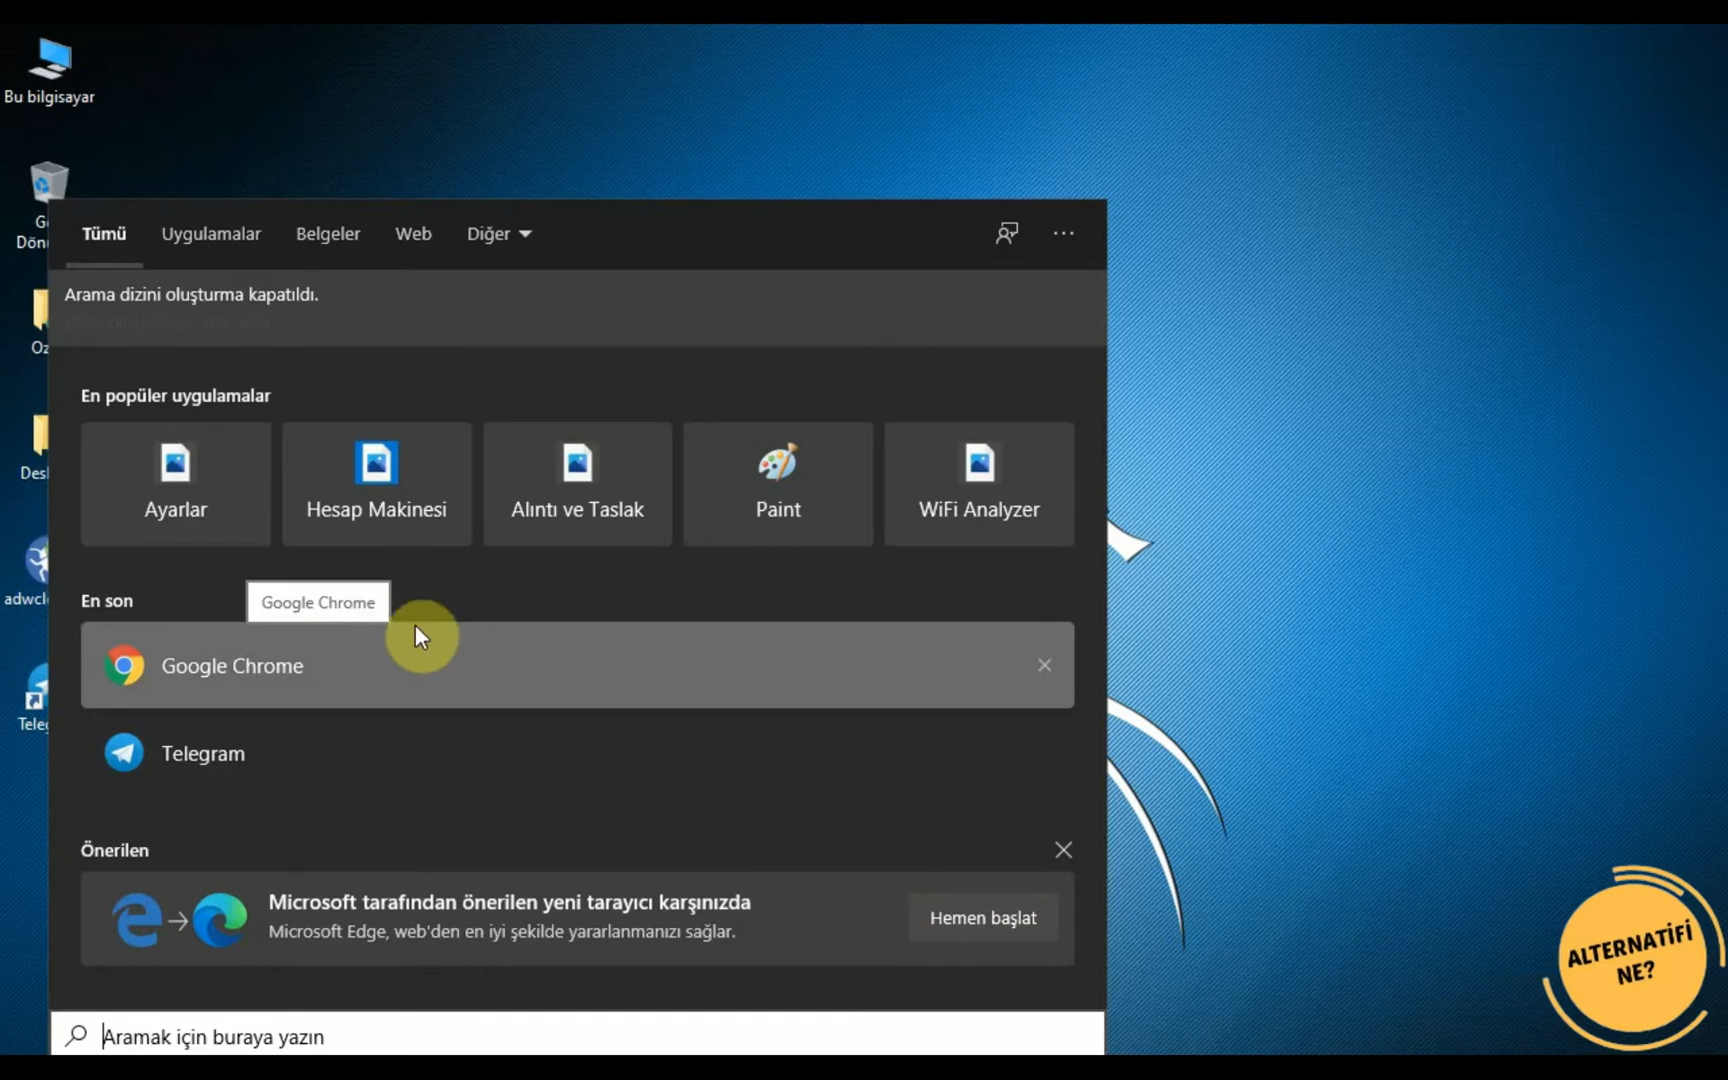 Bu bilgisayar
Tümü Uygulamalar Belgeler Web Diğer
Arama dizini oluşturma kapatıldı.
En popüler uygulamalar
Ayarlar Hesap Makinesi Alıntı ve Taslak Paint WiFi Analyzer
En son
Google Chrome
Google Chrome
Telegram
Önerilen
Microsoft tarafından önerilen yeni tarayıcı karşınızda
Microsoft Edge, web'den en iyi şekilde yararlanmanızı sağlar.
Hemen başlat
Aramak için buraya yazın
ALTERNATİFİ
NE?